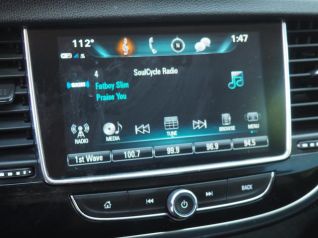 112° 1:47
4 SoulCycle Radio
Fatboy Slim
Praise You
RADIO MEDIA TUNE BROWSE MENU
1st Wave 100.7 99.9 96.9 94.5
BACK